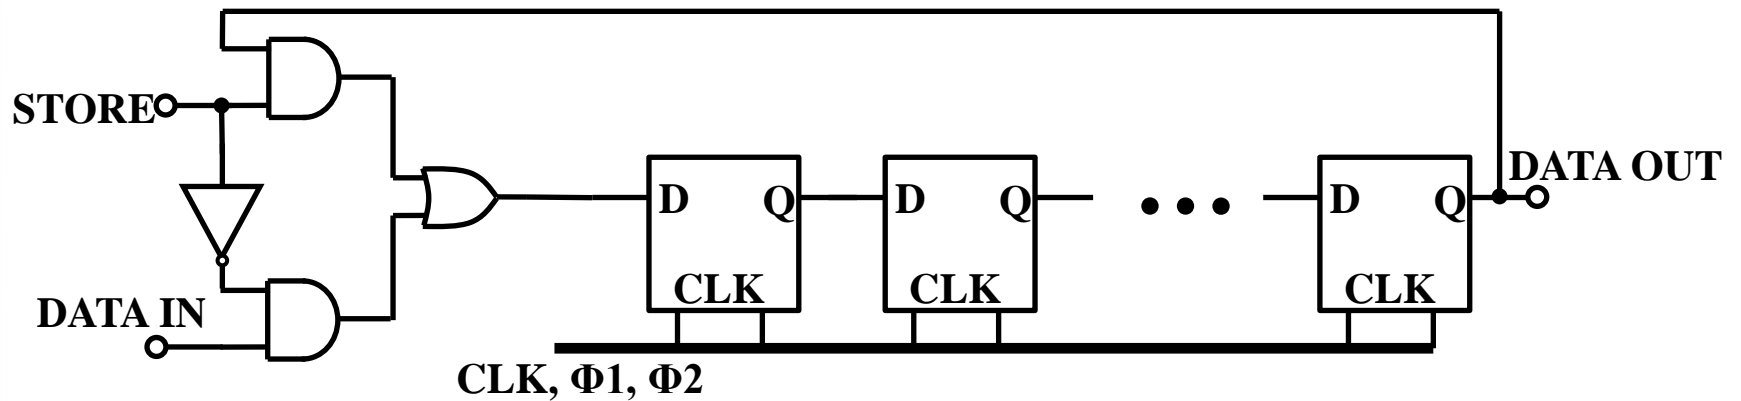 STORE
DATA IN
D
Q
CLK
D
Q
CLK
D
Q
CLK
DATA OUT
CLK, Φ1, Φ2